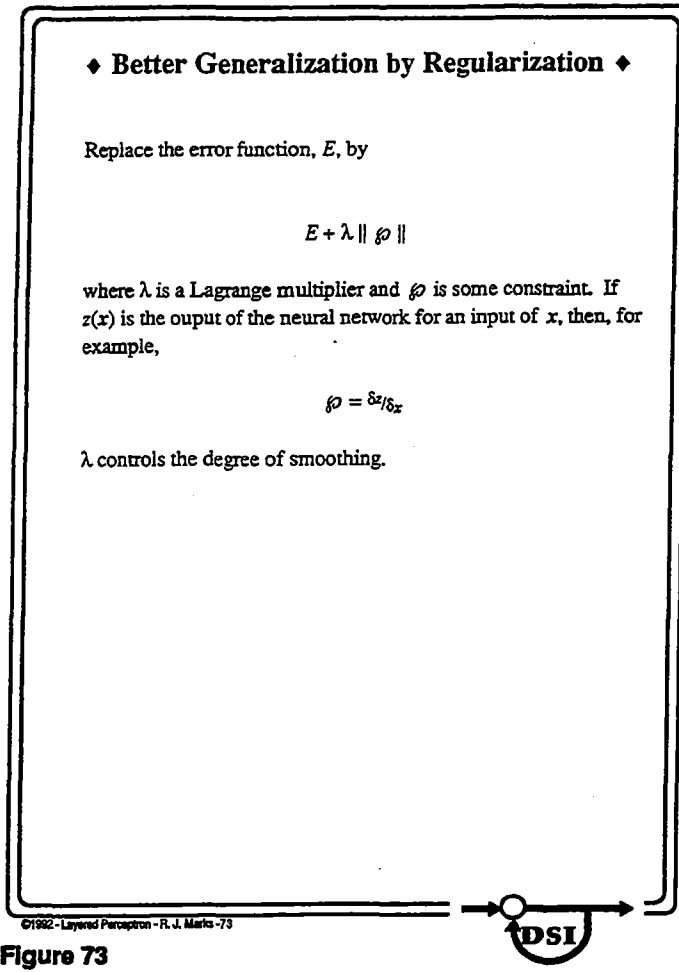 ♦ Better Generalization by Regularization ♦
Replace the error function, E, by
E + λ || ℘ ||
where λ is a Lagrange multiplier and ℘ is some constraint. If
z(x) is the ouput of the neural network for an input of x, then, for
example,
℘ = δz/δx
λ controls the degree of smoothing.
©1992 - Layered Perceptron - R. J. Marks -73
DSI
Figure 73